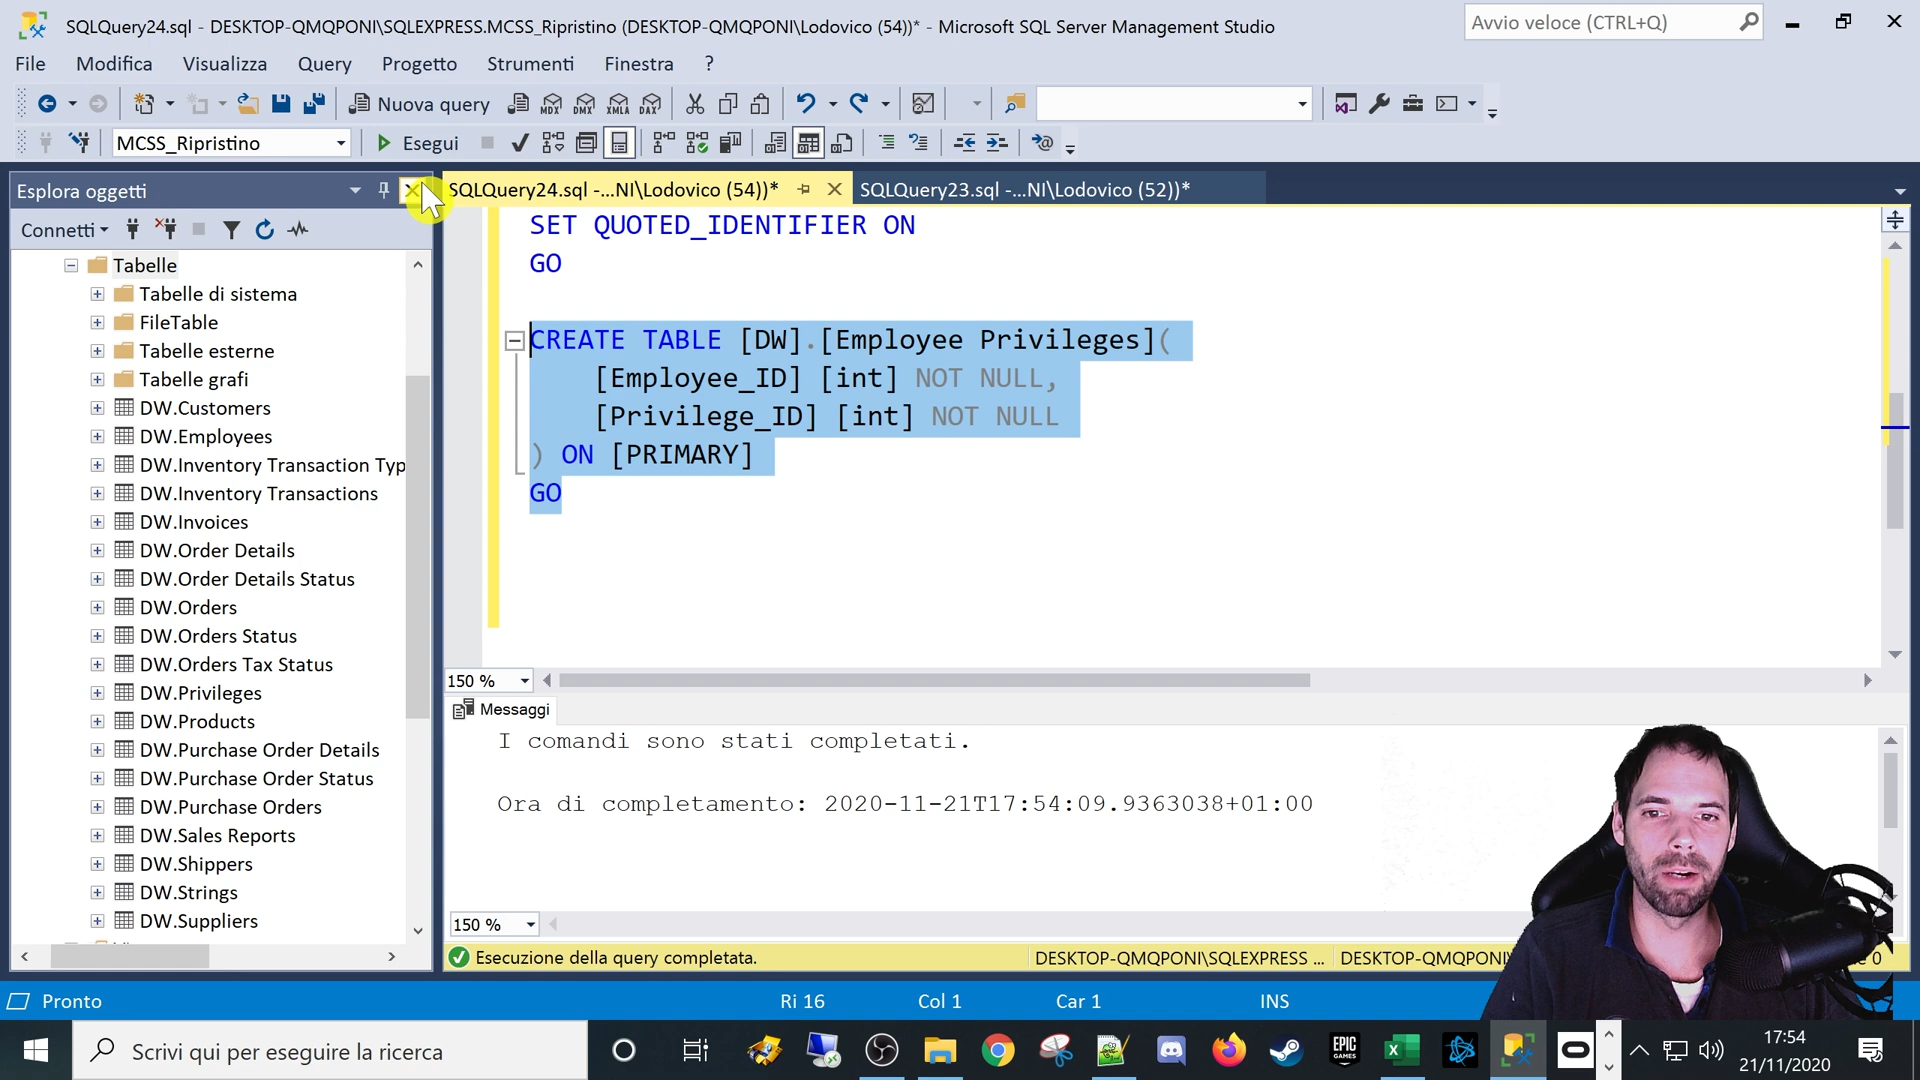 SQLQuery24.sql - DESKTOP-QMQPONI\SQLEXPRESS.MCSS_Ripristino (DESKTOP-QMQPONI\Lodovico (54))* - Microsoft SQL Server Management Studio
Avvio veloce (CTRL+Q)
File Modifica Visualizza Query Progetto Strumenti Finestra ?
Nuova query MDX DMX XMLA DAX
MCSS_Ripristino Esegui
Esplora oggetti
SQLQuery24.sql -...NI\Lodovico (54))*
SQLQuery23.sql -...NI\Lodovico (52))*
Connetti
Tabelle
Tabelle di sistema
FileTable
Tabelle esterne
Tabelle grafi
DW.Customers
DW.Employees
DW.Inventory Transaction Typ
DW.Inventory Transactions
DW.Invoices
DW.Order Details
DW.Order Details Status
DW.Orders
DW.Orders Status
DW.Orders Tax Status
DW.Privileges
DW.Products
DW.Purchase Order Details
DW.Purchase Order Status
DW.Purchase Orders
DW.Sales Reports
DW.Shippers
DW.Strings
DW.Suppliers
SET QUOTED_IDENTIFIER ON
GO
CREATE TABLE [DW].[Employee Privileges](
[Employee_ID] [int] NOT NULL,
[Privilege_ID] [int] NOT NULL
) ON [PRIMARY]
GO
150 %
Messaggi
I comandi sono stati completati.
Ora di completamento: 2020-11-21T17:54:09.9363038+01:00
150 %
Esecuzione della query completata.
DESKTOP-QMQPONI\SQLEXPRESS ...
DESKTOP-QMQPONI\
0
Pronto
Ri 16
Col 1
Car 1
INS
Scrivi qui per eseguire la ricerca
EPIC GAMES
17:54
21/11/2020